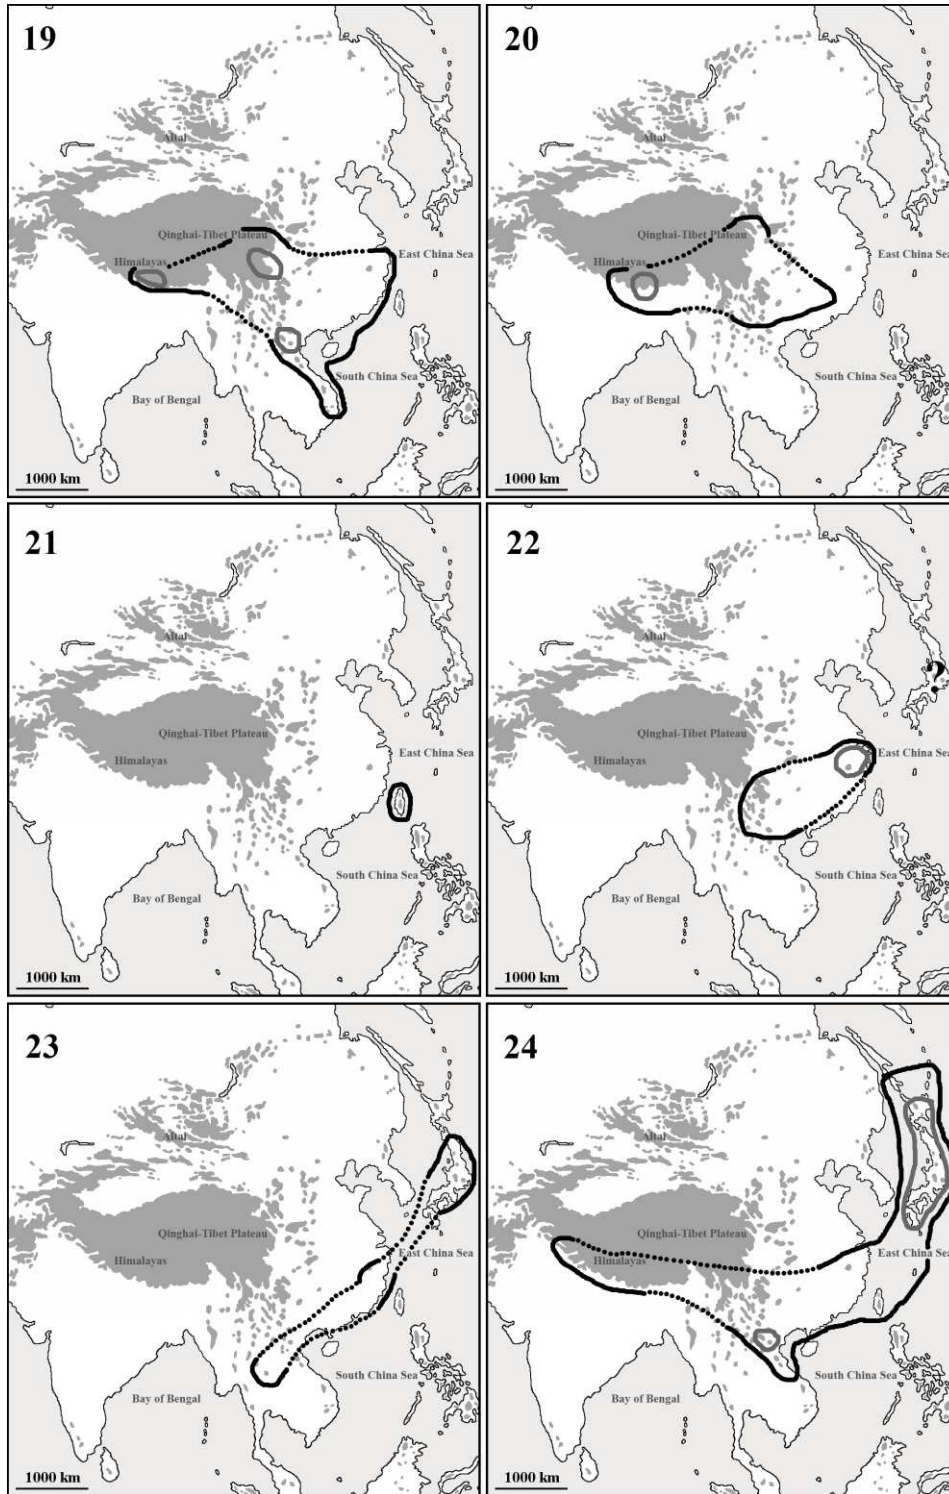 19
Altai
Qinghai-Tibet Plateau
East China Sea
Himalayas
South China Sea
Bay of Bengal
1000 km
20
Altai
Qinghai-Tibet Plateau
East China Sea
Himalayas
South China Sea
Bay of Bengal
1000 km
21
Altai
Qinghai-Tibet Plateau
East China Sea
Himalayas
South China Sea
Bay of Bengal
1000 km
22
Altai
?
Qinghai-Tibet Plateau
East China Sea
Himalayas
South China Sea
Bay of Bengal
1000 km
23
Altai
Qinghai-Tibet Plateau
East China Sea
Himalayas
South China Sea
Bay of Bengal
1000 km
24
Altai
Qinghai-Tibet Plateau
East China Sea
Himalayas
South China Sea
Bay of Bengal
1000 km